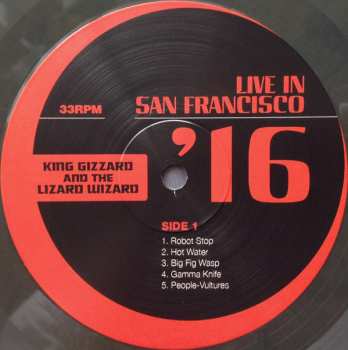 LIVE IN
SAN FRANCISCO
33RPM
'16
KING GIZZARD
AND THE
LIZARD WIZARD
SIDE 1
1. Robot Stop
2. Hot Water
3. Big Fig Wasp
4. Gamma Knife
5. People-Vultures